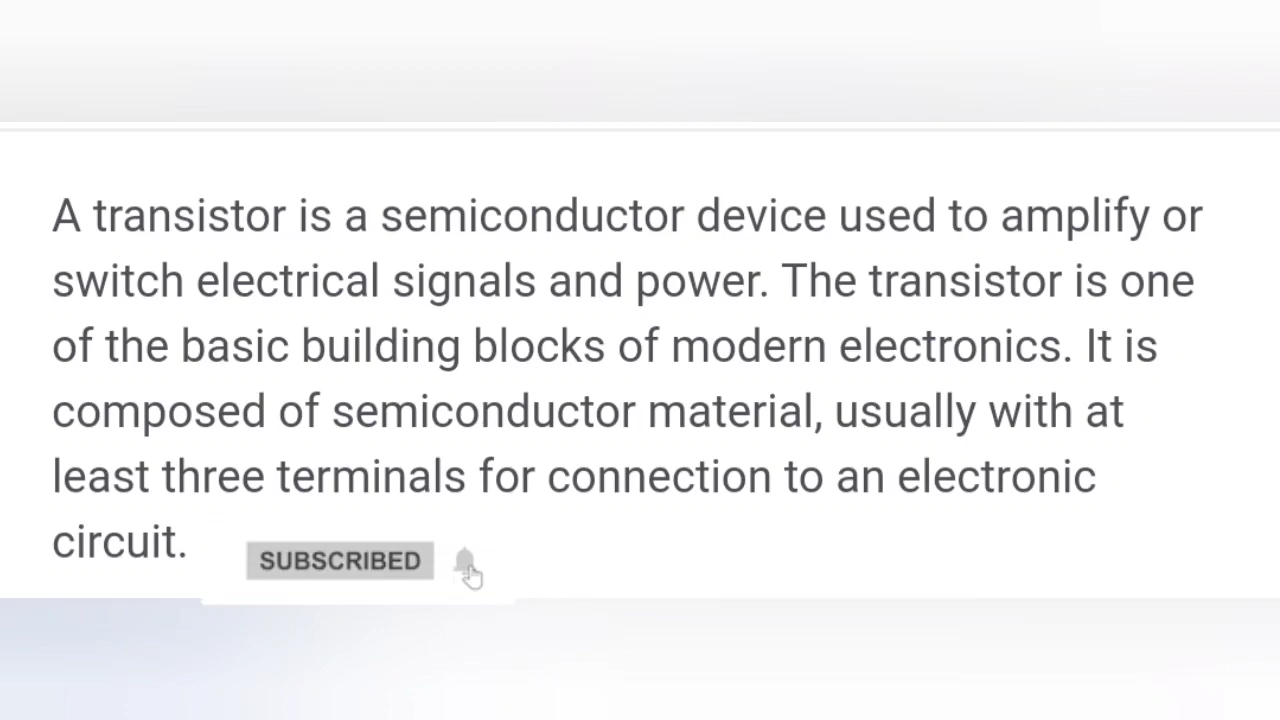 A transistor is a semiconductor device used to amplify or
switch electrical signals and power. The transistor is one
of the basic building blocks of modern electronics. It is
composed of semiconductor material, usually with at
least three terminals for connection to an electronic
circuit.
SUBSCRIBED